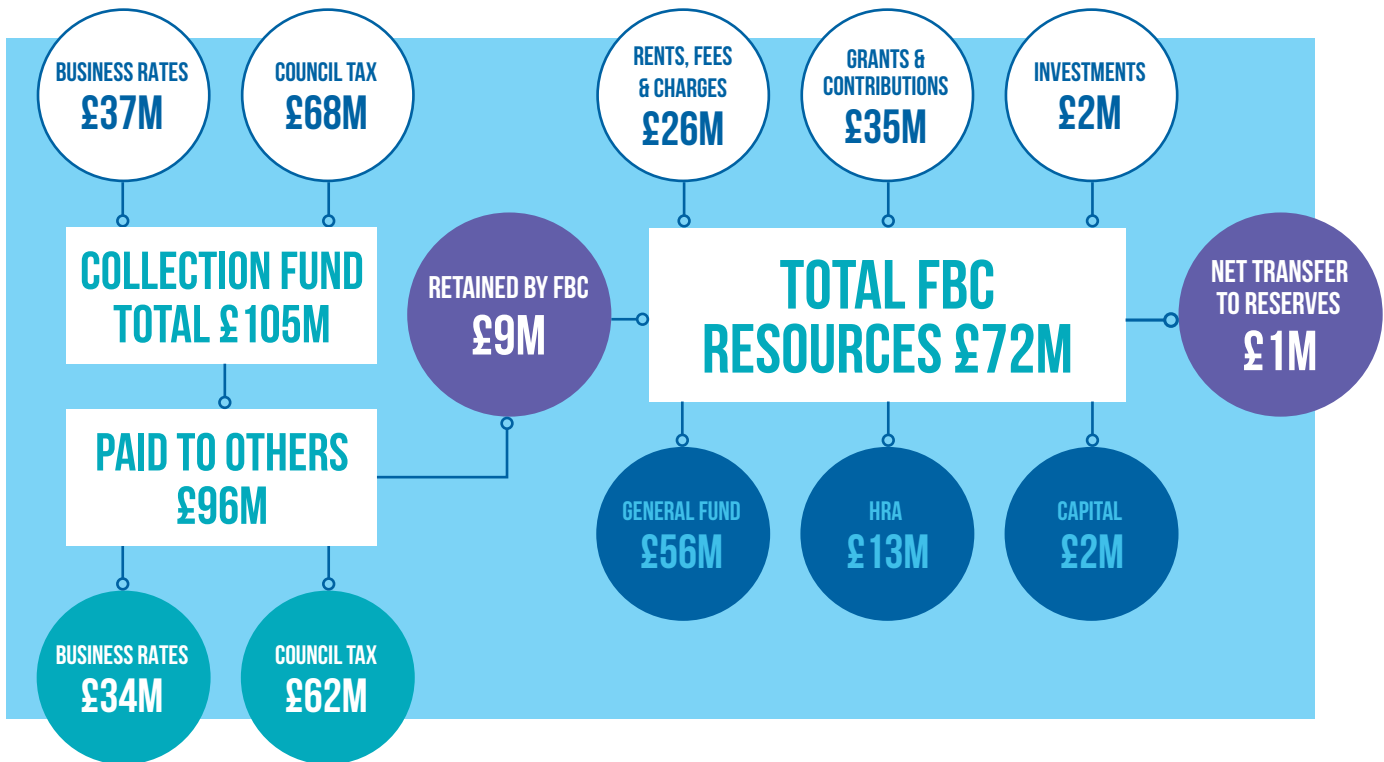 BUSINESS RATES
£37M
COUNCIL TAX
£68M
RENTS, FEES
& CHARGES
£26M
GRANTS &
CONTRIBUTIONS
£35M
INVESTMENTS
£2M
COLLECTION FUND
TOTAL £105M
RETAINED BY FBC
£9M
TOTAL FBC
RESOURCES £72M
NET TRANSFER
TO RESERVES
£1M
PAID TO OTHERS
£96M
GENERAL FUND
£56M
HRA
£13M
CAPITAL
£2M
BUSINESS RATES
£34M
COUNCIL TAX
£62M